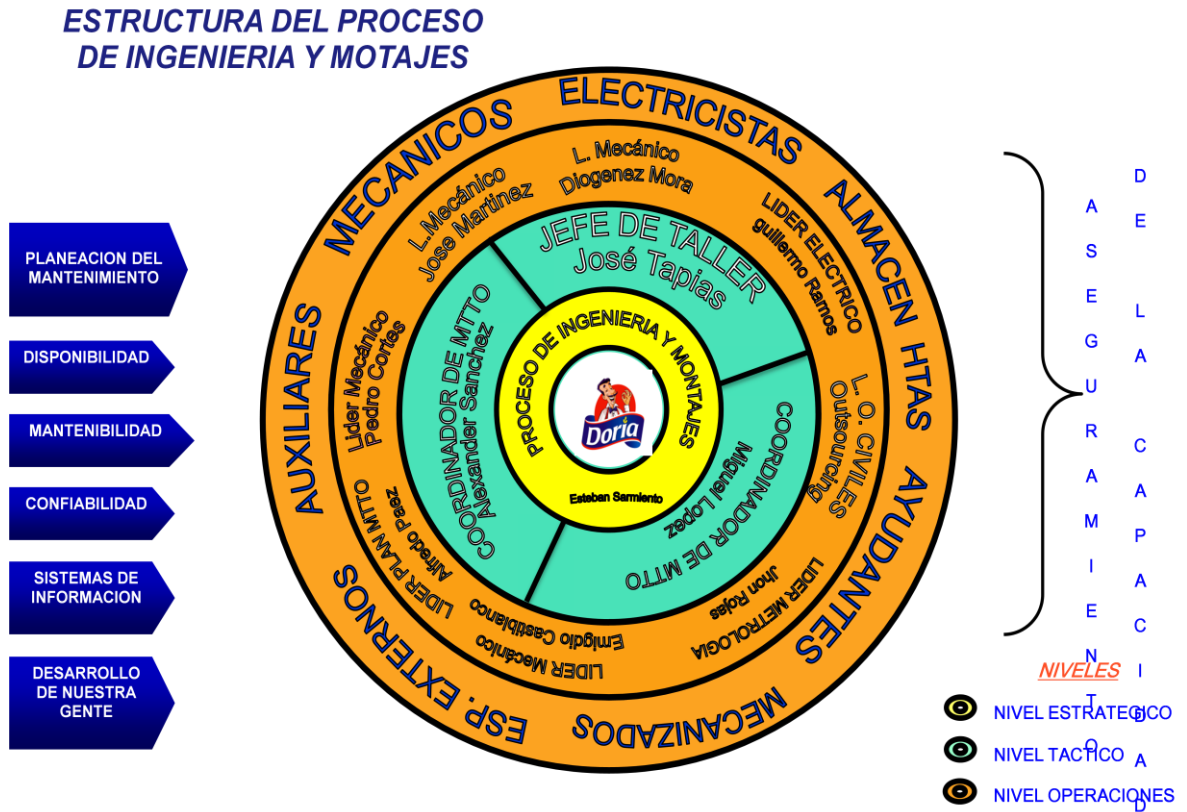 ESTRUCTURA DEL PROCESO
DE INGENIERIA Y MOTAJES
PLANEACION DEL
MANTENIMIENTO
DISPONIBILIDAD
MANTENIBILIDAD
CONFIABILIDAD
SISTEMAS DE
INFORMACION
DESARROLLO
DE NUESTRA
GENTE
AUXILIARES
MECANICOS
ELECTRICISTAS
ALMACEN HTAS
AYUDANTES
MECANIZADOS
ESP. EXTERNOS
L.Mecánico
Jose Martinez
L. Mecánico
Diogenez Mora
LIDER ELECTRICO
guillermo Ramos
L. O. CIVILES
Outsourcing
LIDER METROLOGIA
Jhon Rojas
LIDER Mecánico
Emigdio Castiblanco
LIDER PLAN MTTO
Alfredo Paez
Lider Mecánico
Pedro Cortes
JEFE DE TALLER
José Tapias
COORDINADOR DE MTTO
Miguel Lopez
COORDINADOR DE MTTO
Alexander Sanchez
PROCESO DE INGENIERIA Y MONTAJES
Esteban Sarmiento
Doria
ASEGURAMIENTO
DE LA CAPACIDAD
NIVELES
NIVEL ESTRATEGICO
NIVEL TACTICO
NIVEL OPERACIONES